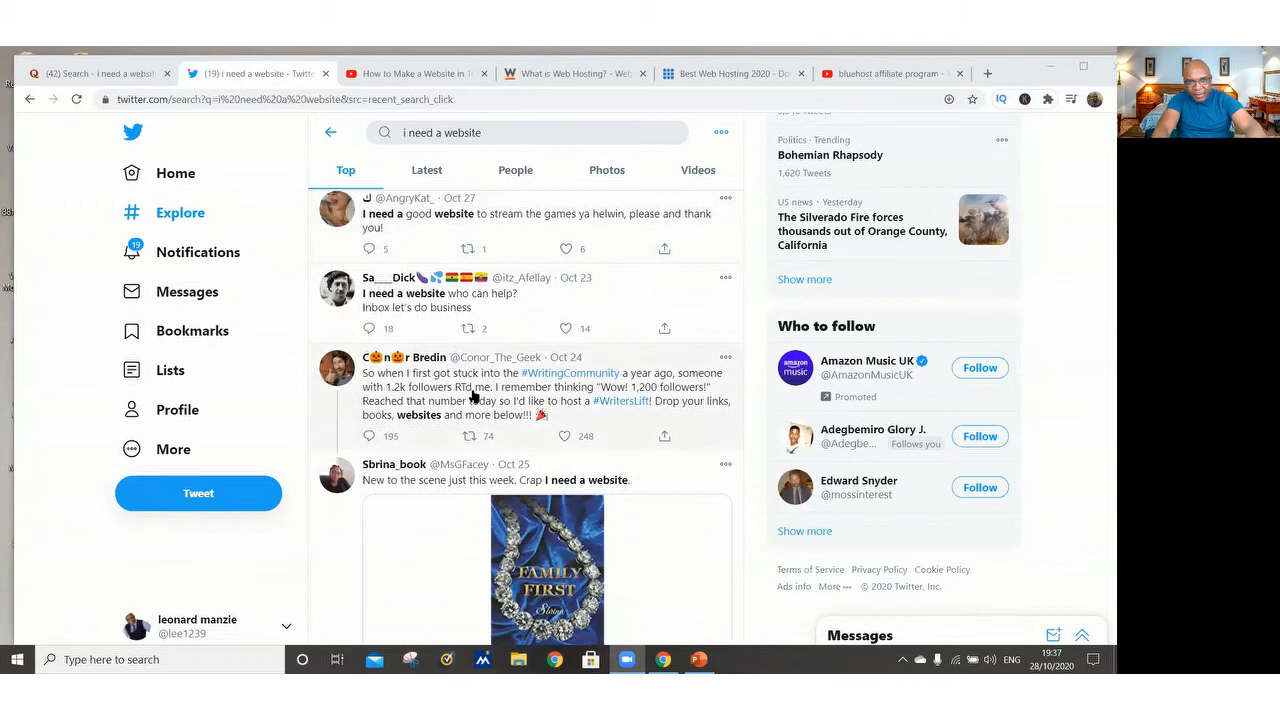 (42) Search - i need a websit
(19) i need a website - Twitte
How to Make a Website in
What is Web Hosting? - Web
Best Web Hosting 2020 - Do
bluehost affiliate program -
twitter.com/search?q=i%20need%20a%20website&src=recent_search_click
IQ
K
i need a website
Top
Latest
People
Photos
Videos
Home
Explore
19
Notifications
Messages
Bookmarks
Lists
Profile
More
Tweet
leonard manzie
@lee1239
@AngryKat_ · Oct 27
I need a good website to stream the games ya helwin, please and thank
you!
5
1
6
Sa___Dick🍆💦 @itz_Afellay · Oct 23
I need a website who can help?
Inbox let's do business
18
2
14
C🎃n🎃r Bredin @Conor_The_Geek · Oct 24
So when I first got stuck into the #WritingCommunity a year ago, someone
with 1.2k followers RTd me. I remember thinking "Wow! 1,200 followers!"
Reached that number today so I'd like to host a #WritersLift! Drop your links,
books, websites and more below!!! 🎉
195
74
248
Sbrina_book @MsGFacey · Oct 25
New to the scene just this week. Crap I need a website.
FAMILY
FIRST
Sbrina
Politics · Trending
Bohemian Rhapsody
1,620 Tweets
US news · Yesterday
The Silverado Fire forces
thousands out of Orange County,
California
Show more
Who to follow
amazon
music
Amazon Music UK
@AmazonMusicUK
Follow
Promoted
Adegbemiro Glory J.
@Adegbe... Follows you
Follow
Edward Snyder
@mossinterest
Follow
Show more
Terms of Service Privacy Policy Cookie Policy
Ads info More © 2020 Twitter, Inc.
Messages
Type here to search
ENG
19:37
28/10/2020